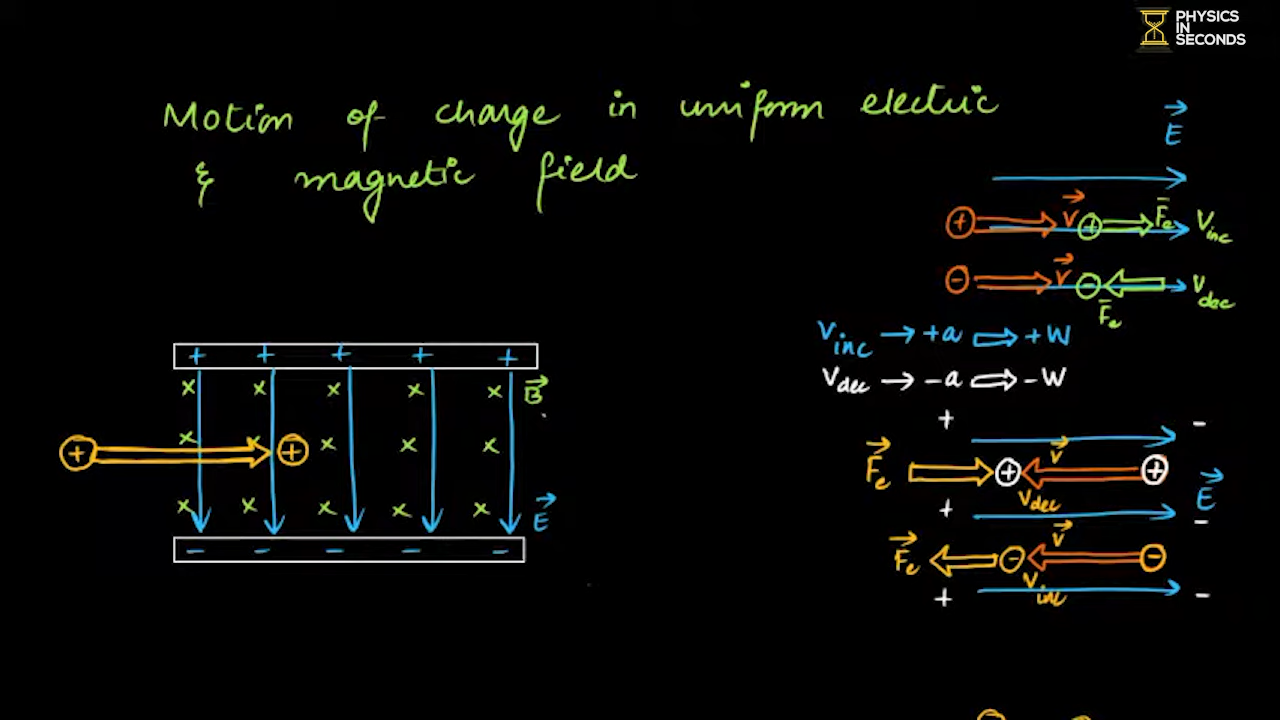 PHYSICS
IN
SECONDS
Motion of charge in uniform electric
& magnetic field
E
+ v + Fe Vinc
- v - Vdec
Fe
Vinc → +a ⇒ +W
Vdec → -a ⇒ -W
+ + + + +
x x x x x B
x x x x x
+ +
x x x x x E
- - - - -
+ -
Fe + v +
Vdec E
+ -
Fe - v -
Vinc
+ -